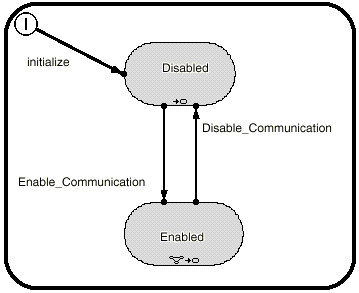 I
initialize
Disabled
Disable_Communication
Enable_Communication
Enabled